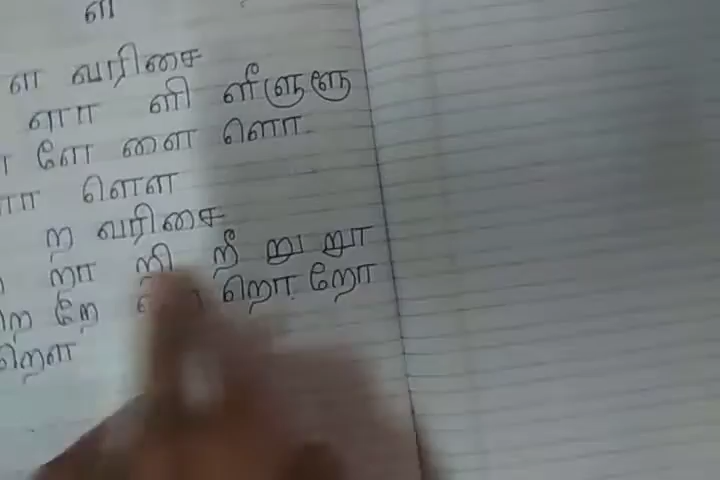 ள
ள வரிசை
ளா ளி ளீ ளு ளூ
ளே ளை ளொ
ளௌ
ற வரிசை
றா றி றீ று றூ
றே றொ றோ
றௌ